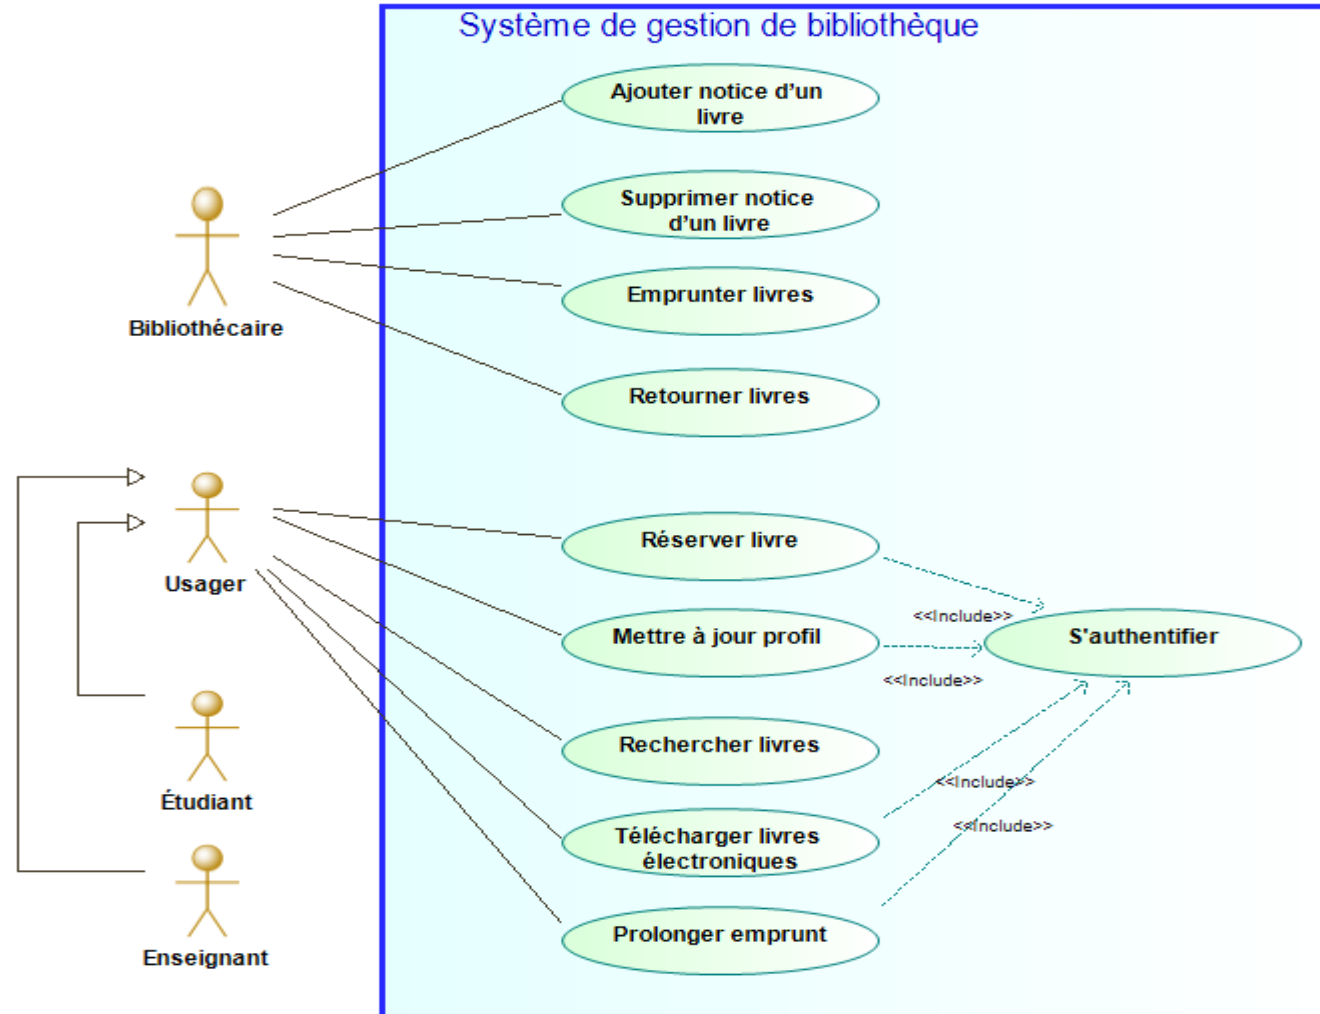 Système de gestion de bibliothèque
Ajouter notice d'un
livre
Supprimer notice
d'un livre
Emprunter livres
Bibliothécaire
Retourner livres
Réserver livre
Usager
<<Include>>
Mettre à jour profil
S'authentifier
<<Include>>
Rechercher livres
<<Include>>
Étudiant
<<Include>>
Télécharger livres
électroniques
Prolonger emprunt
Enseignant